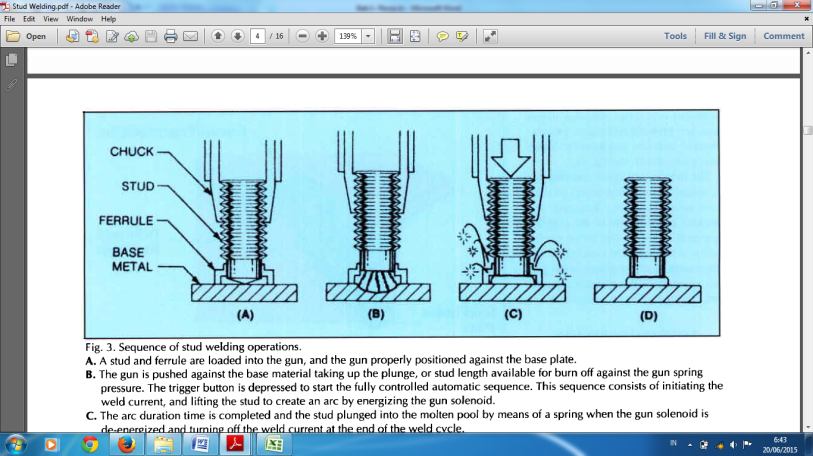 Stud Welding.pdf - Adobe Reader
File Edit View Window Help
Open 4 / 16 139% Tools Fill & Sign Comment
CHUCK
STUD
FERRULE
BASE
METAL
(A) (B) (C) (D)
Fig. 3. Sequence of stud welding operations.
A. A stud and ferrule are loaded into the gun, and the gun properly positioned against the base plate.
B. The gun is pushed against the base material taking up the plunge, or stud length available for burn off against the gun spring
pressure. The trigger button is depressed to start the fully controlled automatic sequence. This sequence consists of initiating the
weld current, and lifting the stud to create an arc by energizing the gun solenoid.
C. The arc duration time is completed and the stud plunged into the molten pool by means of a spring when the gun solenoid is
de-energized and turning off the weld current at the end of the weld cycle.
IN 6:43
20/06/2015